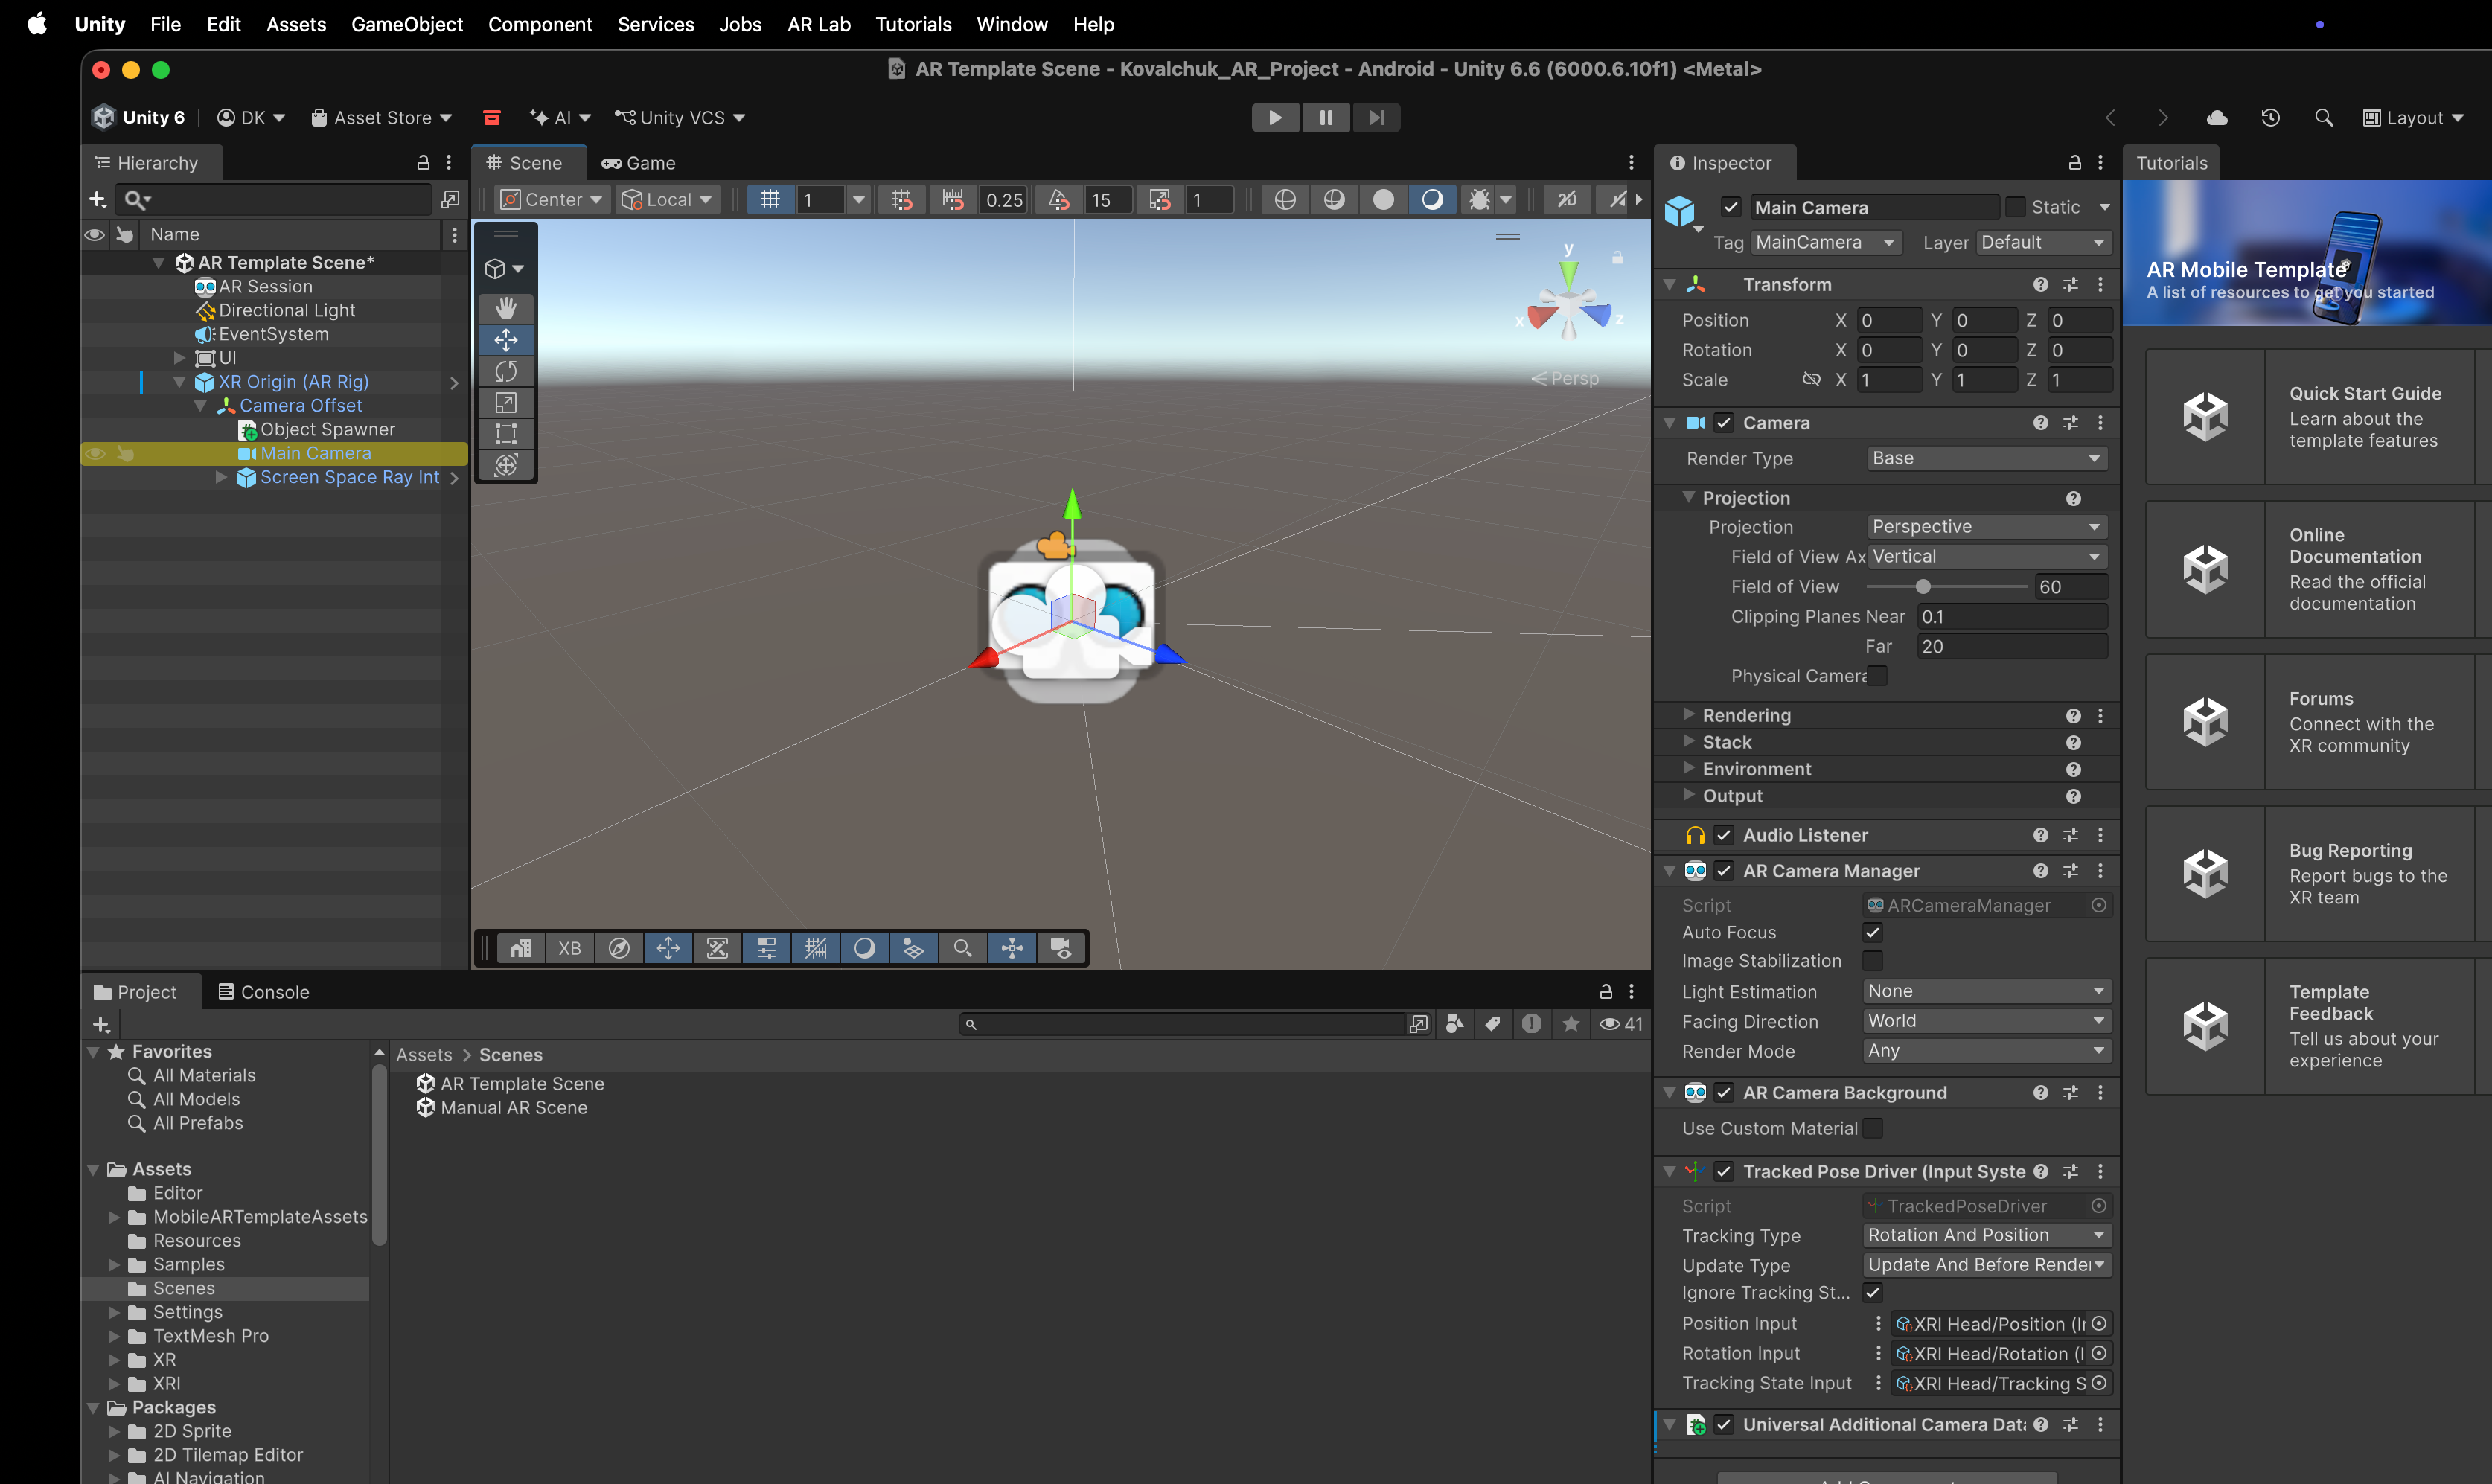 Unity File Edit Assets GameObject Component Services Jobs AR Lab Tutorials Window Help
AR Template Scene - Kovalchuk_AR_Project - Android - Unity 6.6 (6000.6.10f1) <Metal>
Unity 6 DK Asset Store AI Unity VCS Layout
Hierarchy
Name
AR Template Scene*
AR Session
Directional Light
EventSystem
UI
XR Origin (AR Rig)
Camera Offset
Object Spawner
Main Camera
Screen Space Ray Int
Scene Game
Center Local 1 0.25 15 1 2D
y
x
z
Persp
XB
Inspector
Main Camera Static
Tag MainCamera Layer Default
Transform
Position X 0 Y 0 Z 0
Rotation X 0 Y 0 Z 0
Scale X 1 Y 1 Z 1
Camera
Render Type Base
Projection
Projection Perspective
Field of View Ax Vertical
Field of View 60
Clipping Planes Near 0.1
Far 20
Physical Camera
Rendering
Stack
Environment
Output
Audio Listener
AR Camera Manager
Script ARCameraManager
Auto Focus
Image Stabilization
Light Estimation None
Facing Direction World
Render Mode Any
AR Camera Background
Use Custom Material
Tracked Pose Driver (Input Syste
Script TrackedPoseDriver
Tracking Type Rotation And Position
Update Type Update And Before Render
Ignore Tracking St...
Position Input XRI Head/Position (I
Rotation Input XRI Head/Rotation (I
Tracking State Input XRI Head/Tracking S
Universal Additional Camera Data
Tutorials
AR Mobile Template
A list of resources to get you started
Quick Start Guide
Learn about the
template features
Online
Documentation
Read the official
documentation
Forums
Connect with the
XR community
Bug Reporting
Report bugs to the
XR team
Template
Feedback
Tell us about your
experience
Project Console
41
Favorites
All Materials
All Models
All Prefabs
Assets
Editor
MobileARTemplateAssets
Resources
Samples
Scenes
Settings
TextMesh Pro
XR
XRI
Packages
2D Sprite
2D Tilemap Editor
AI Navigation
Assets > Scenes
AR Template Scene
Manual AR Scene